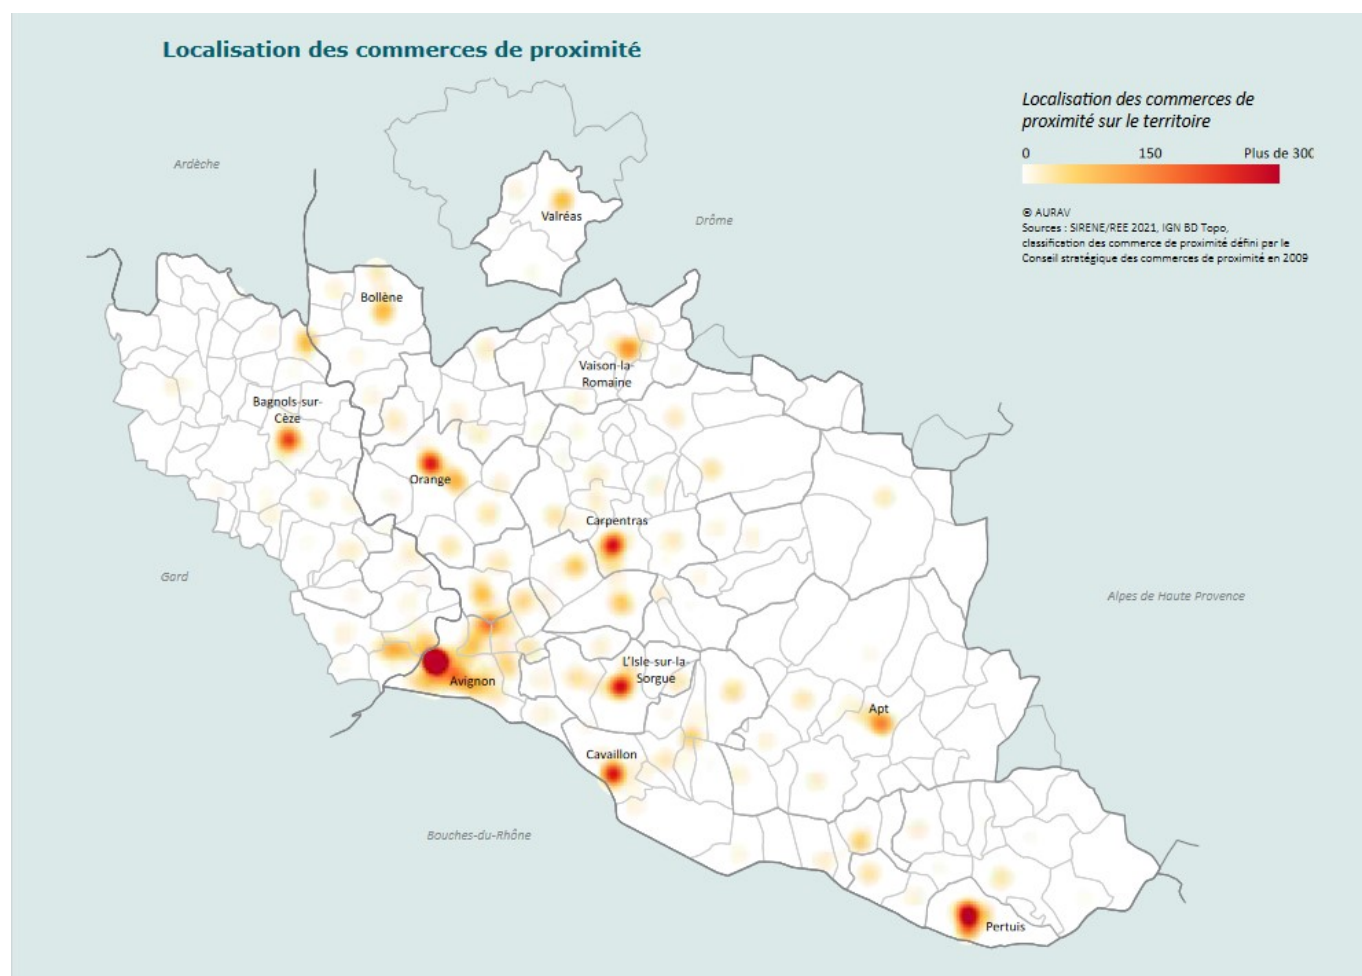 Localisation des commerces de proximité
Localisation des commerces de
proximité sur le territoire
0 150 Plus de 300
© AURAV
Sources : SIRENE/REE 2021, IGN BD Topo,
classification des commerce de proximité défini par le
Conseil stratégique des commerces de proximité en 2009
Ardèche
Drôme
Valréas
Bollène
Vaison-la-
Romaine
Bagnols-sur-
Cèze
Orange
Carpentras
Gard
Alpes de Haute Provence
L'Isle-sur-la-
Sorgue
Avignon
Apt
Cavaillon
Bouches-du-Rhône
Pertuis